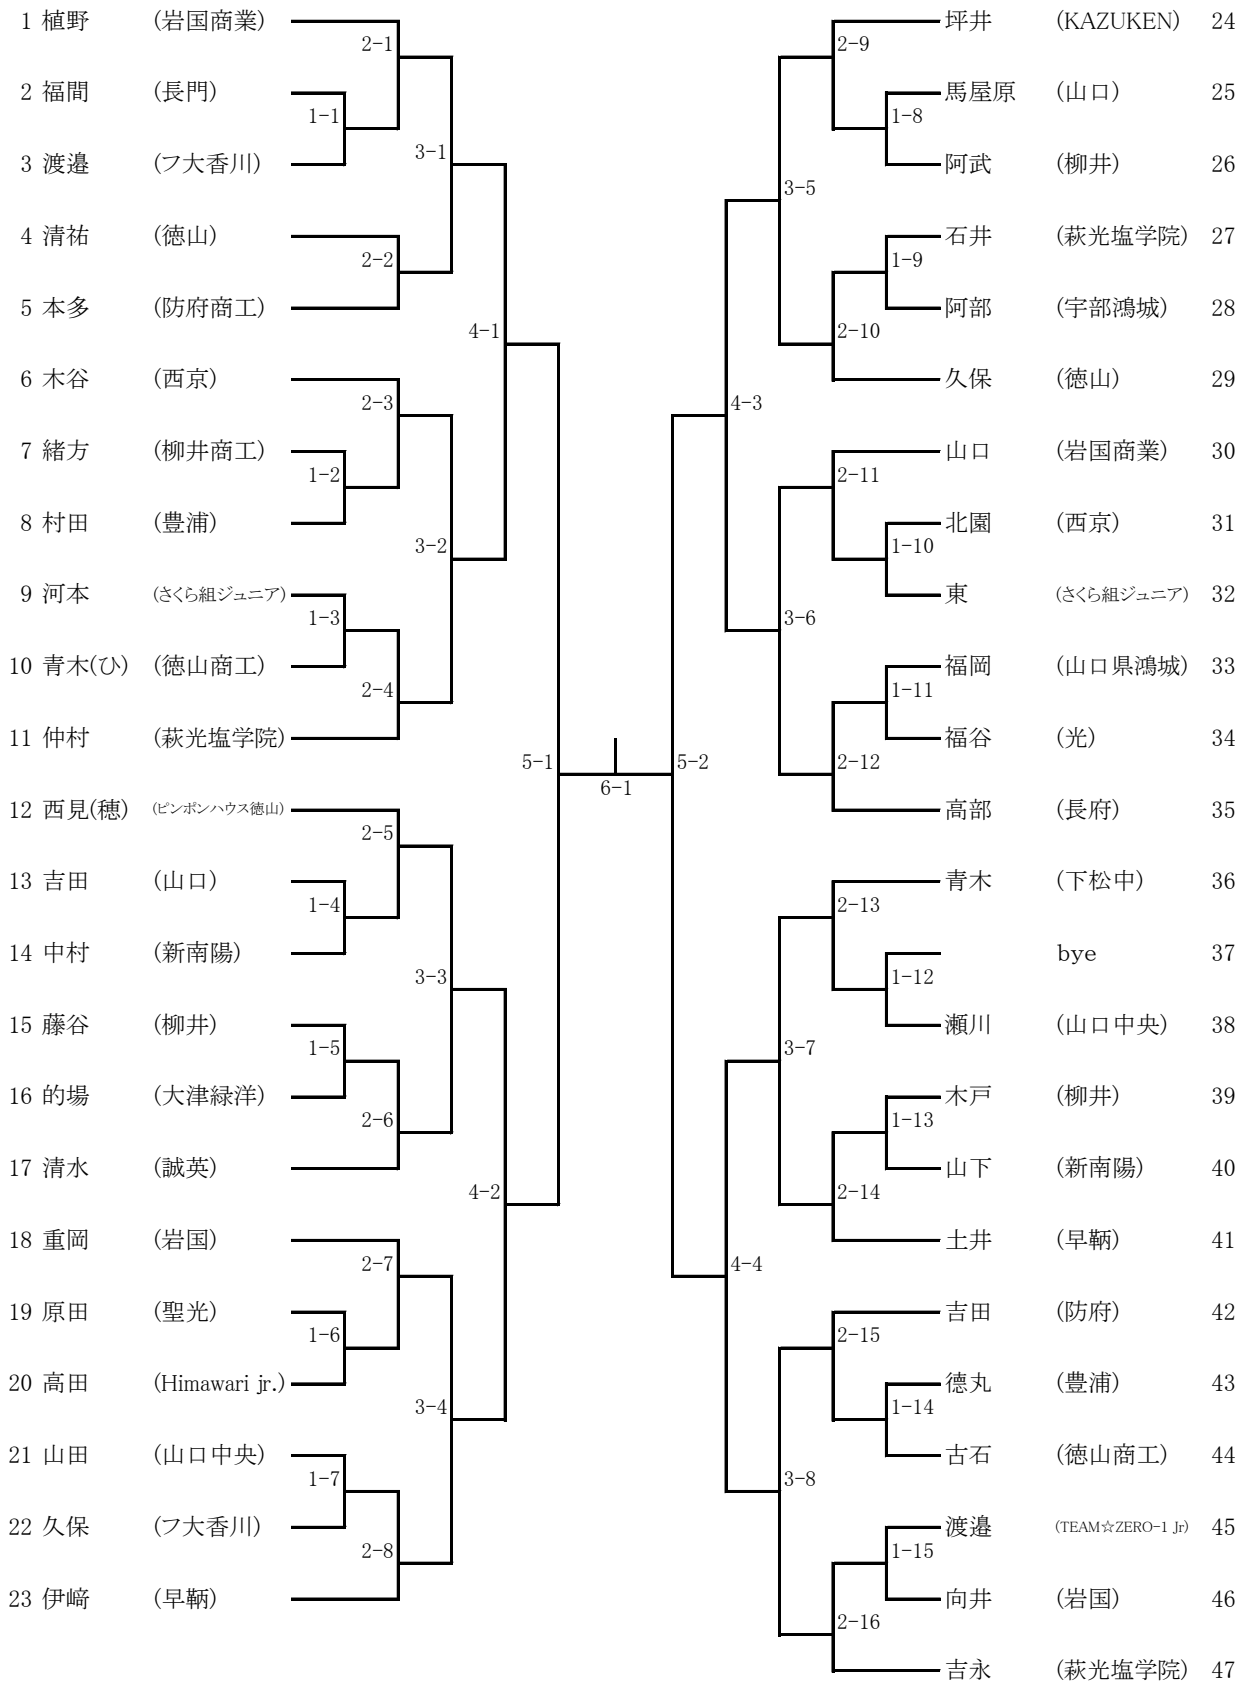 1 植野 (岩国商業)
2-1
2 福間 (長門)
1-1
3 渡邉 (フ大香川)
3-1
4 清祐 (徳山)
2-2
5 本多 (防府商工)
4-1
6 木谷 (西京)
2-3
7 緒方 (柳井商工)
1-2
8 村田 (豊浦)
3-2
9 河本 (さくら組ジュニア)
1-3
10 青木(ひ) (徳山商工)
2-4
11 仲村 (萩光塩学院)
5-1
12 西見(穂) (ピンポンハウス徳山)
2-5
13 吉田 (山口)
1-4
14 中村 (新南陽)
3-3
15 藤谷 (柳井)
1-5
16 的場 (大津緑洋)
2-6
17 清水 (誠英)
4-2
18 重岡 (岩国)
2-7
19 原田 (聖光)
1-6
20 高田 (Himawari jr.)
3-4
21 山田 (山口中央)
1-7
22 久保 (フ大香川)
2-8
23 伊﨑 (早鞆)
6-1
坪井 (KAZUKEN) 24
2-9
馬屋原 (山口) 25
1-8
阿武 (柳井) 26
3-5
石井 (萩光塩学院) 27
1-9
阿部 (宇部鴻城) 28
2-10
久保 (徳山) 29
4-3
山口 (岩国商業) 30
2-11
北園 (西京) 31
1-10
東 (さくら組ジュニア) 32
3-6
福岡 (山口県鴻城) 33
1-11
福谷 (光) 34
5-2
2-12
高部 (長府) 35
青木 (下松中) 36
2-13
bye 37
1-12
瀬川 (山口中央) 38
3-7
木戸 (柳井) 39
1-13
山下 (新南陽) 40
2-14
土井 (早鞆) 41
4-4
吉田 (防府) 42
2-15
徳丸 (豊浦) 43
1-14
古石 (徳山商工) 44
3-8
渡邉 (TEAM☆ZERO-1 Jr) 45
1-15
向井 (岩国) 46
2-16
吉永 (萩光塩学院) 47